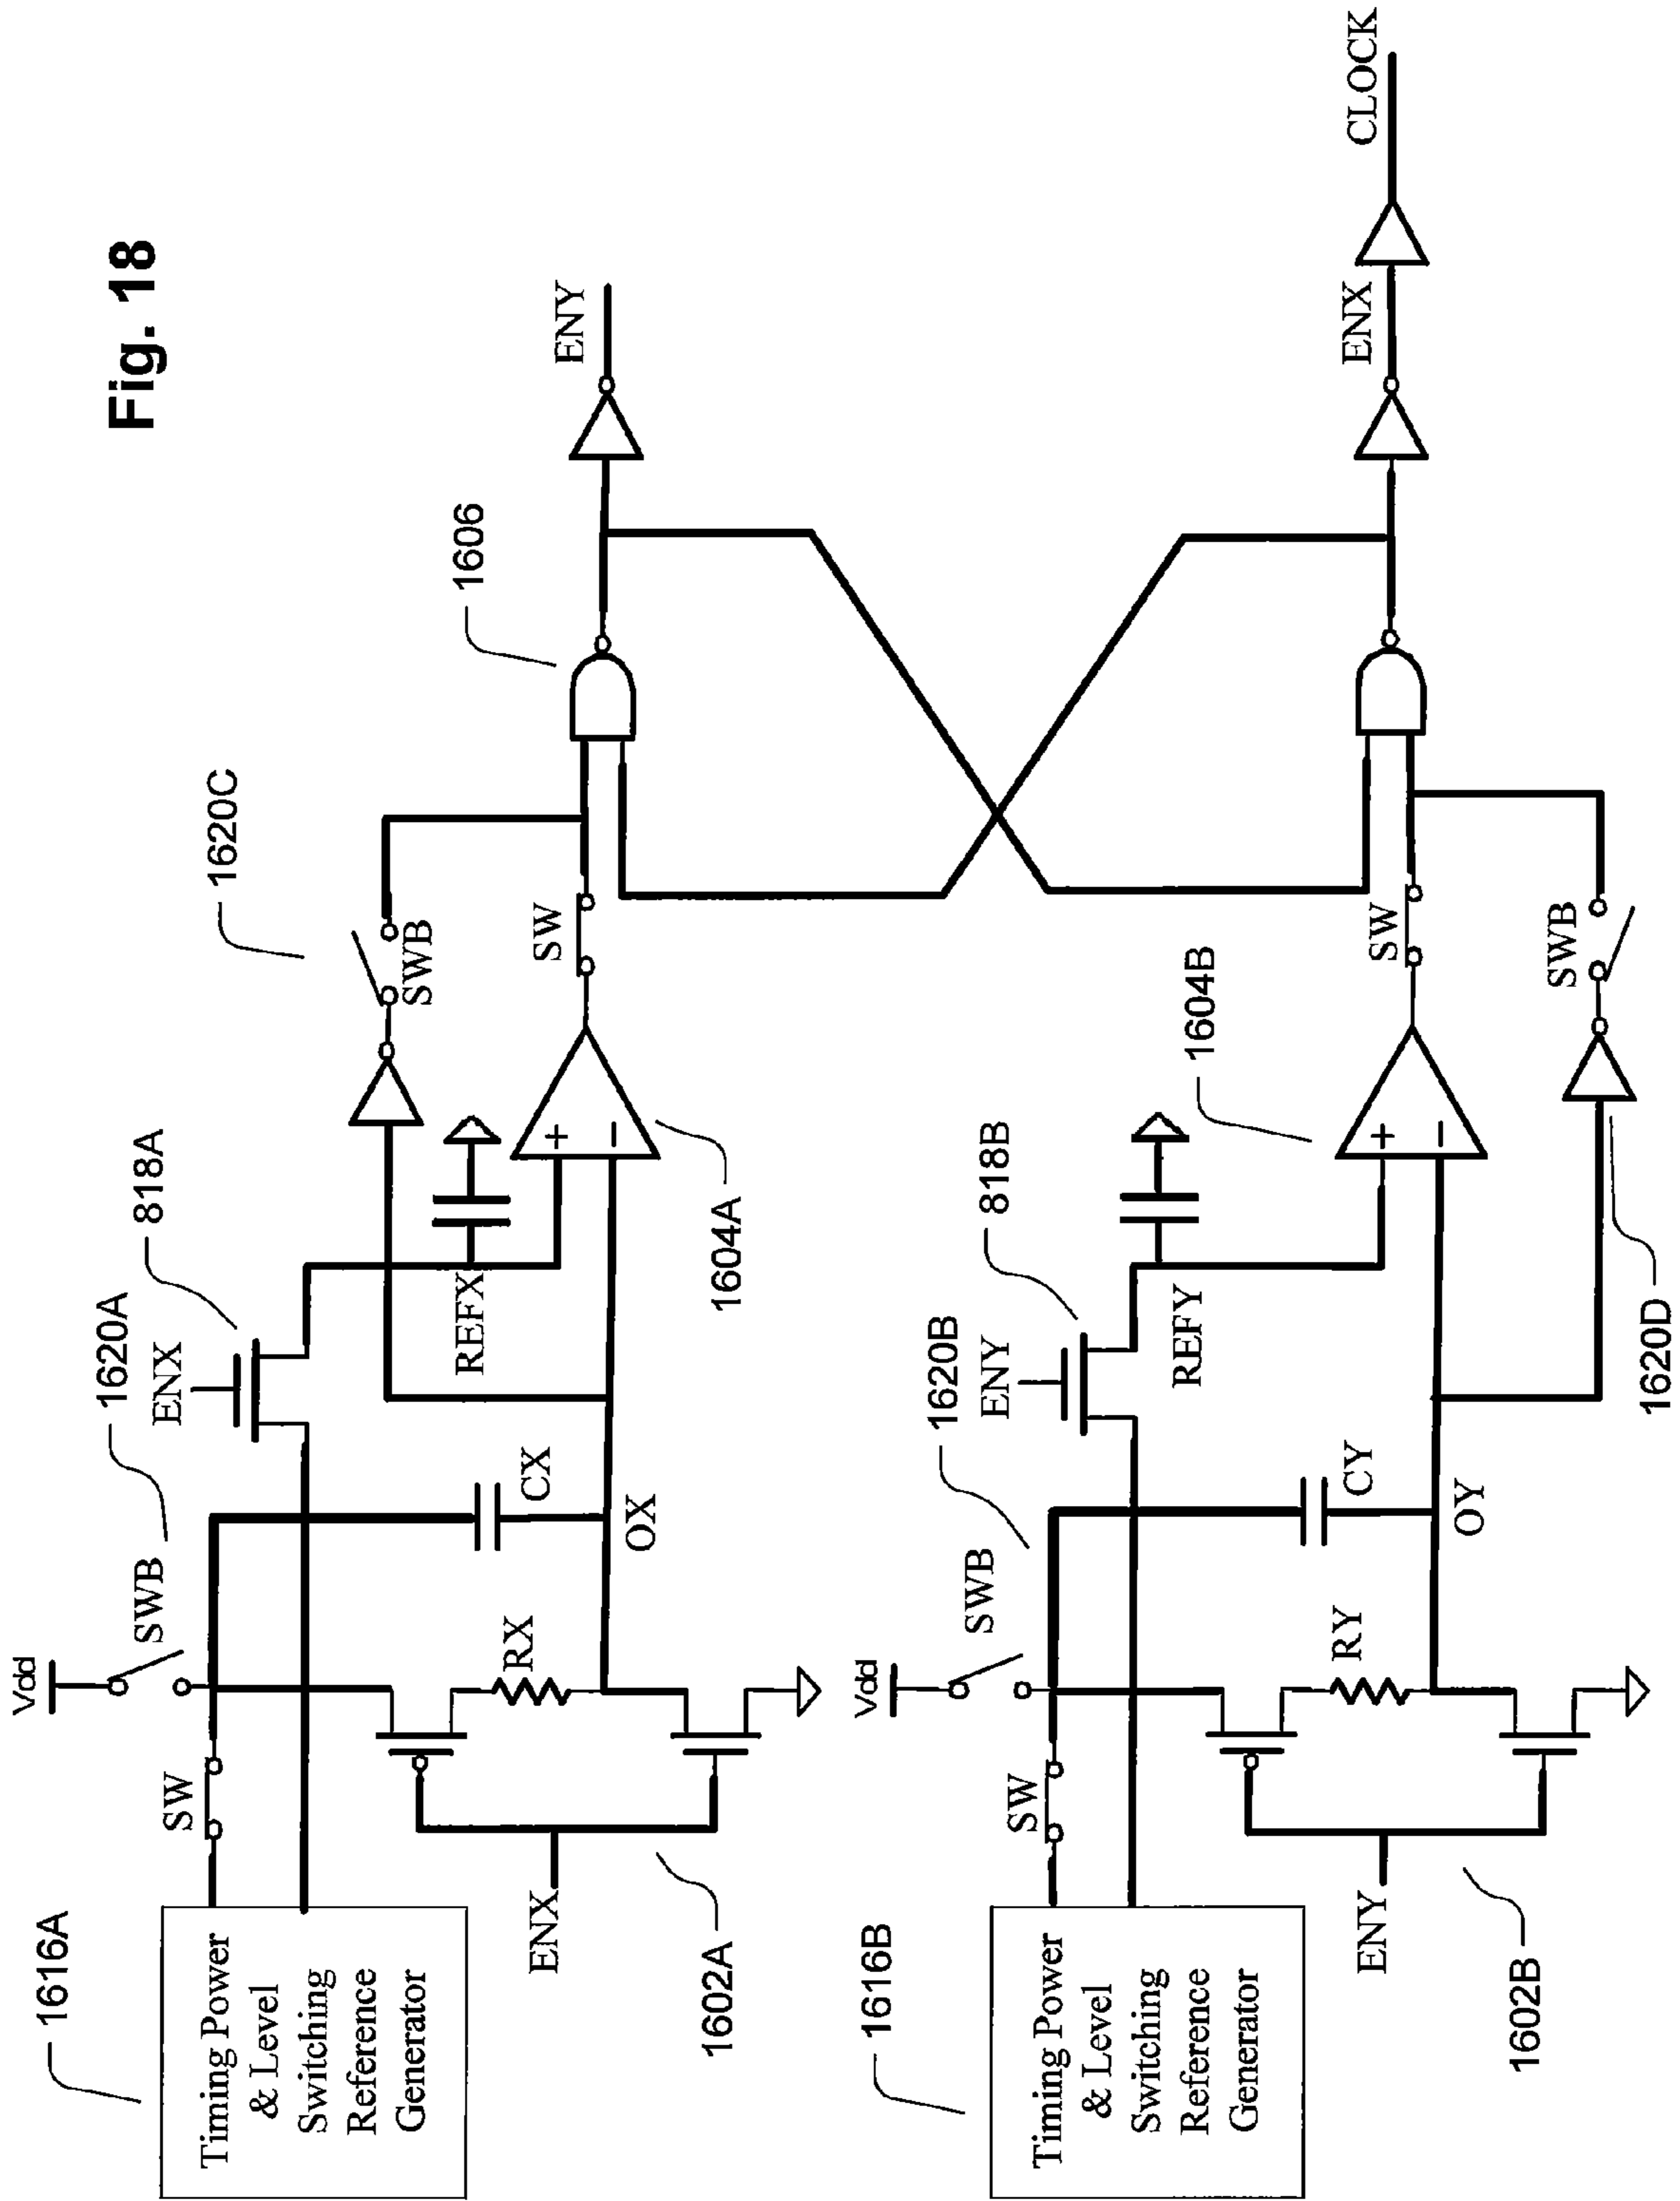 Fig. 18
1616A
Timing Power
& Level
Switching
Reference
Generator
SW
Vdd
SWB
1620A
ENX
818A
1620C
SWB
1606
ENY
RX
CX
OX
REFX
+
–
1604A
SW
ENX
1602A
1616B
Timing Power
& Level
Switching
Reference
Generator
SW
Vdd
SWB
1620B
ENY
818B
1604B
RY
CY
OY
REFY
+
–
SW
SWB
1620D
ENX
CLOCK
ENY
1602B